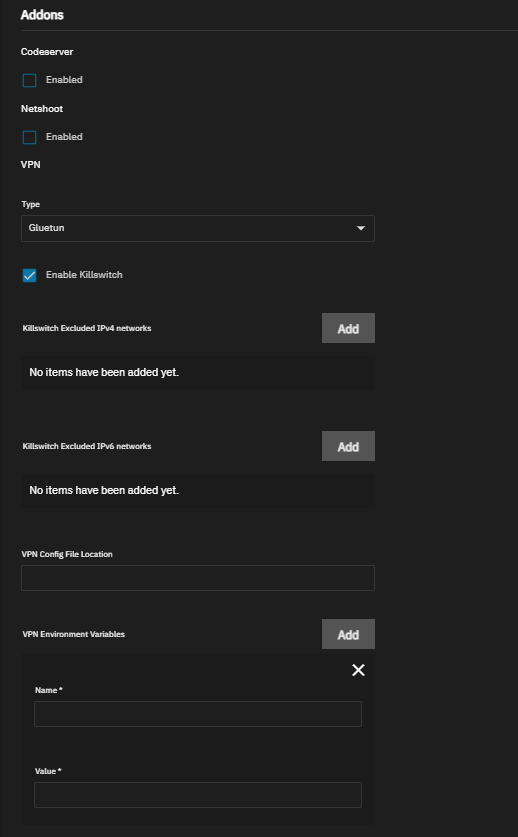 Addons
Codeserver
Enabled
Netshoot
Enabled
VPN
Type
Gluetun
Enable Killswitch
Killswitch Excluded IPv4 networks
Add
No items have been added yet.
Killswitch Excluded IPv6 networks
Add
No items have been added yet.
VPN Config File Location
VPN Environment Variables
Add
Name *
Value *